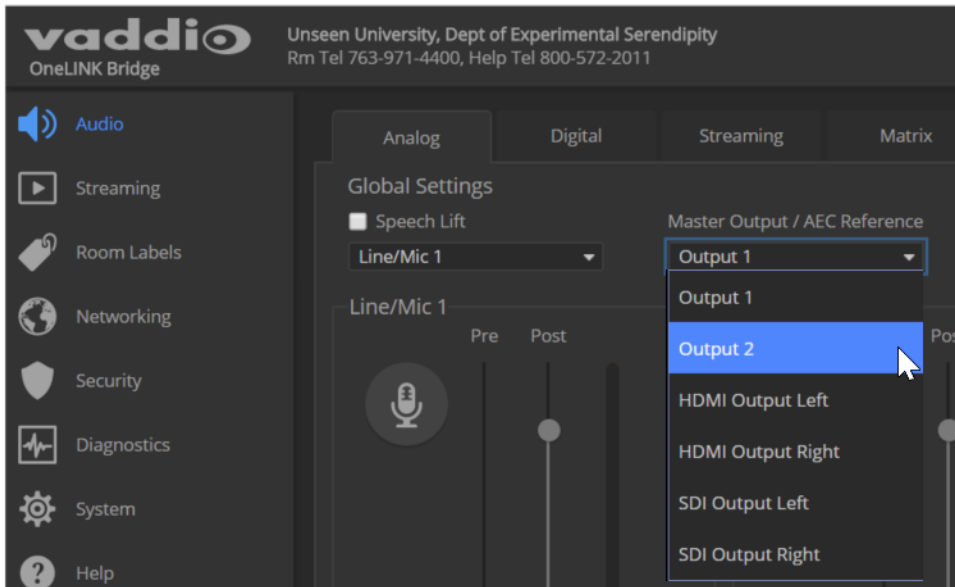 vaddio
OneLINK Bridge
Unseen University, Dept of Experimental Serendipity
Rm Tel 763-971-4400, Help Tel 800-572-2011
Audio
Streaming
Room Labels
Networking
Security
Diagnostics
System
Help
Analog Digital Streaming Matrix
Global Settings
Speech Lift
Line/Mic 1
Master Output / AEC Reference
Output 1
Output 1
Output 2
HDMI Output Left
HDMI Output Right
SDI Output Left
SDI Output Right
Line/Mic 1
Pre Post